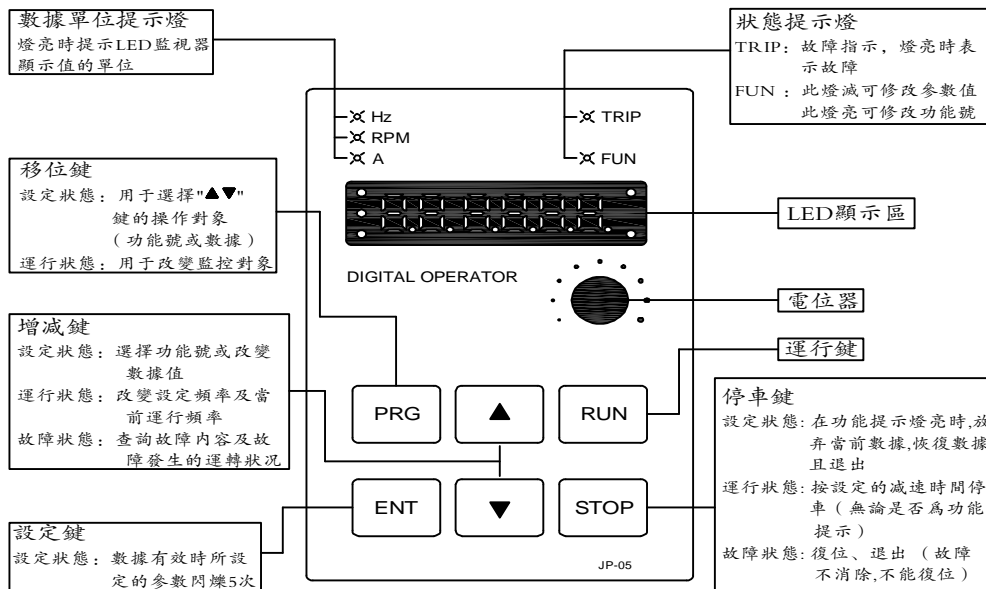 數據單位提示燈
燈亮時提示LED監視器
顯示值的單位
狀態提示燈
TRIP：故障指示，燈亮時表
示故障
FUN ：此燈滅可修改參數值
此燈亮可修改功能號
Hz
RPM
A
TRIP
FUN
移位鍵
設定狀態：用于選擇"▲▼"
鍵的操作對象
（功能號或數據）
運行狀態：用于改變監控對象
LED顯示區
DIGITAL OPERATOR
電位器
運行鍵
增减鍵
設定狀態：選擇功能號或改變
數據值
運行狀態：改變設定頻率及當
前運行頻率
故障狀態：查詢故障内容及故
障發生的運轉狀况
PRG
▲
RUN
ENT
▼
STOP
JP-05
停車鍵
設定狀態:在功能提示燈亮時,放
弃當前數據,恢復數據
且退出
運行狀態:按設定的减速時間停
車（無論是否爲功能
提示）
故障狀態:復位、退出（故障
不消除,不能復位）
設定鍵
設定狀態：數據有效時所設
定的參數閃爍5次